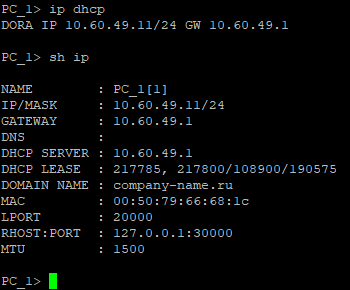 PC_1> ip dhcp
DORA IP 10.60.49.11/24 GW 10.60.49.1
PC_1> sh ip
NAME : PC_1[1]
IP/MASK : 10.60.49.11/24
GATEWAY : 10.60.49.1
DNS :
DHCP SERVER : 10.60.49.1
DHCP LEASE : 217785, 217800/108900/190575
DOMAIN NAME : company-name.ru
MAC : 00:50:79:66:68:1c
LPORT : 20000
RHOST:PORT : 127.0.0.1:30000
MTU : 1500
PC_1>